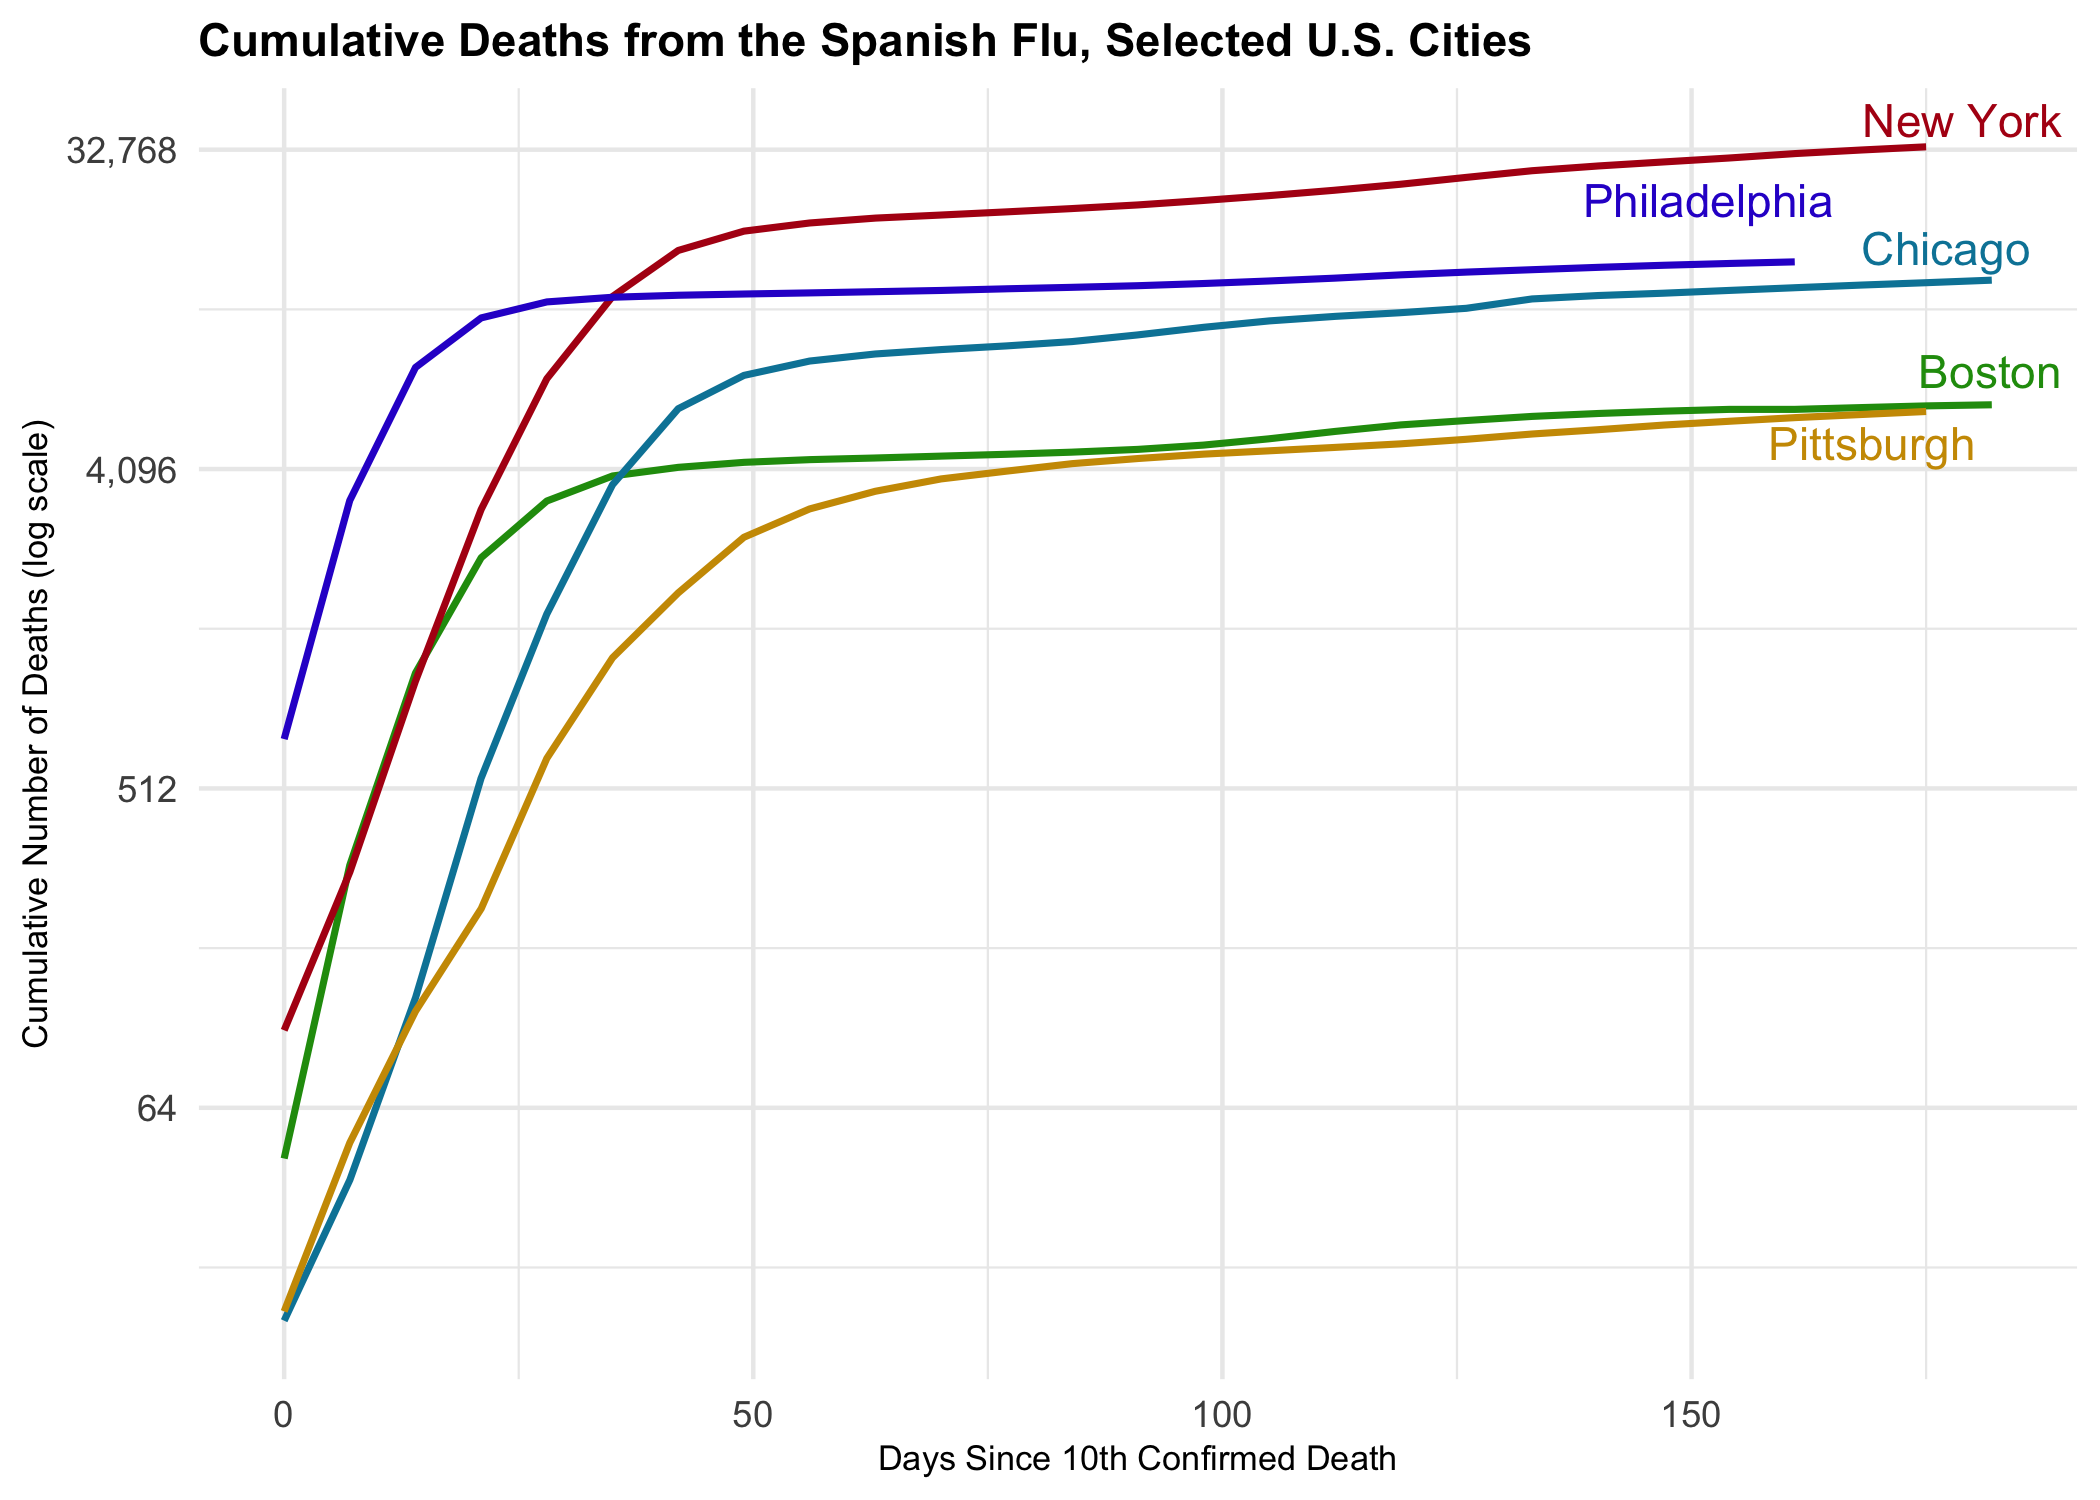 Cumulative Deaths from the Spanish Flu, Selected U.S. Cities
New York
32,768
Philadelphia
Chicago
Boston
Pittsburgh
4,096
512
64
Cumulative Number of Deaths (log scale)
0 50 100 150
Days Since 10th Confirmed Death